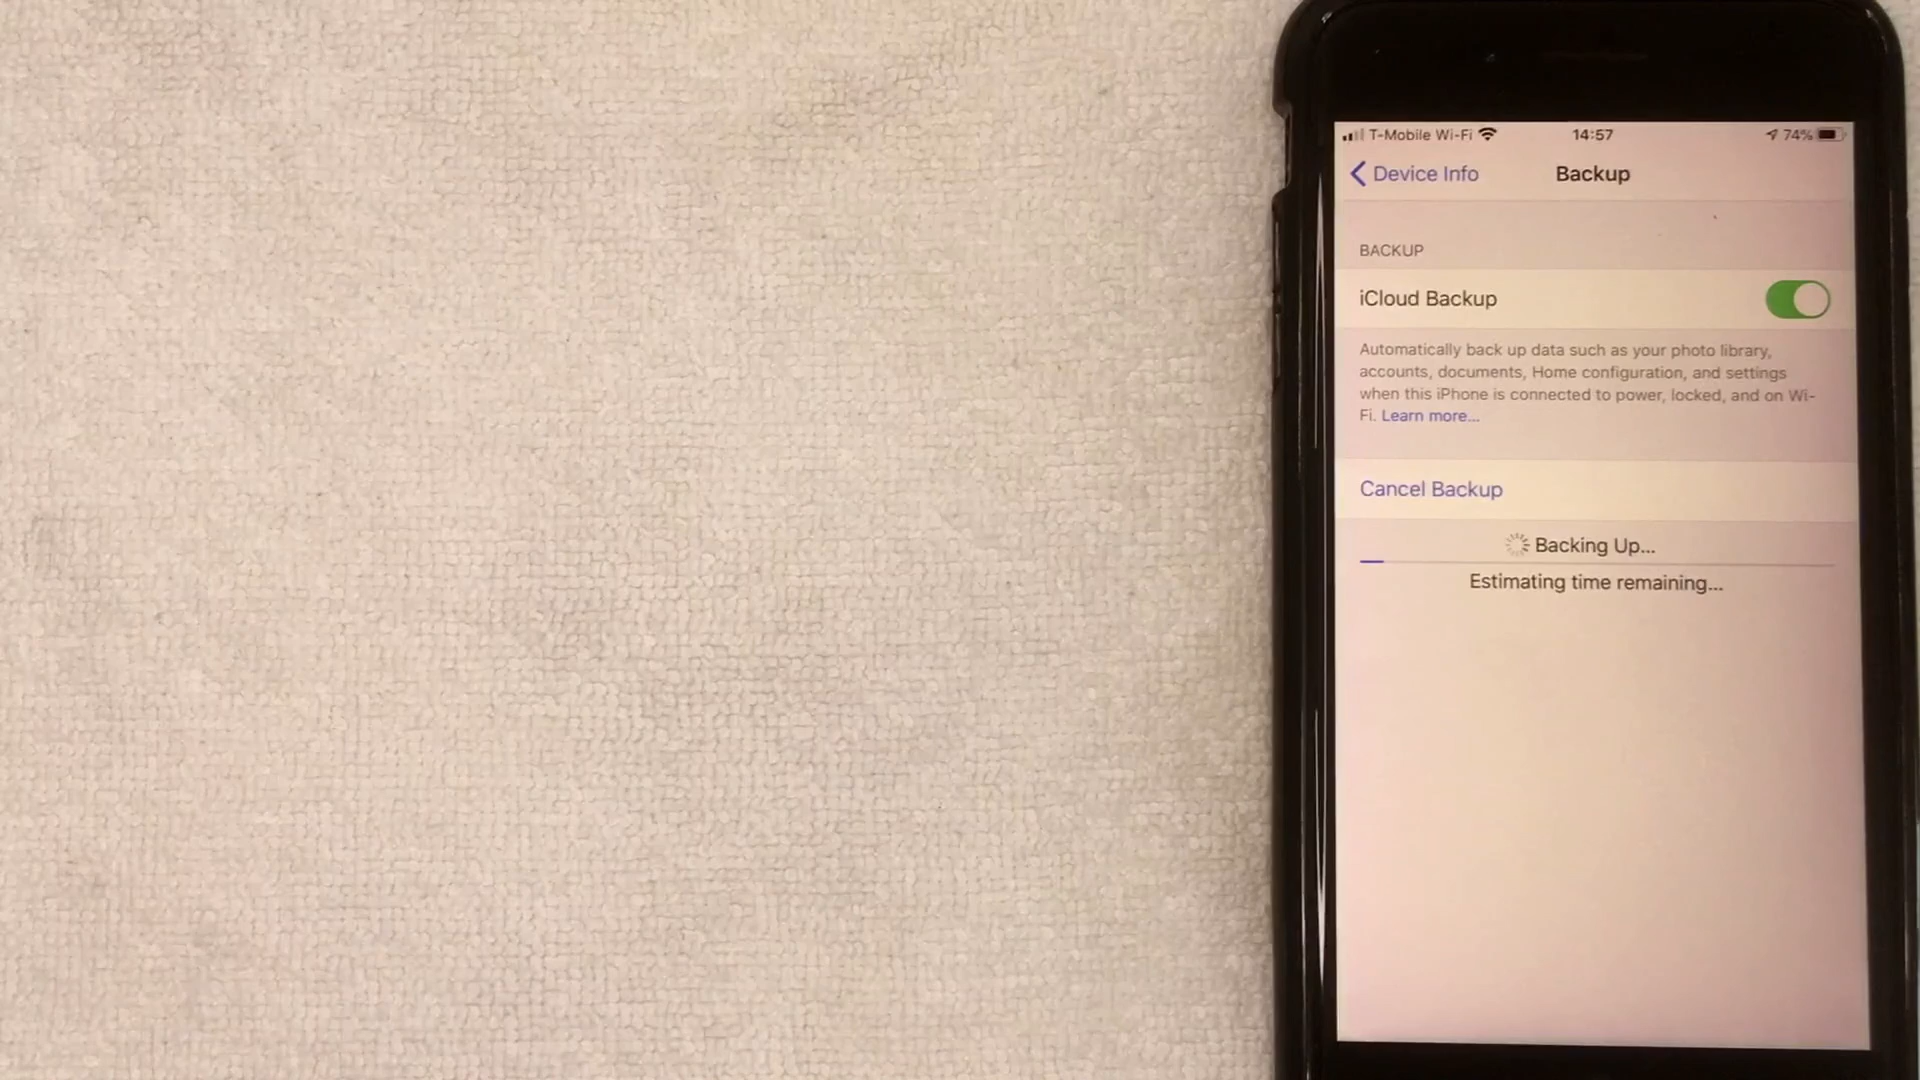 T-Mobile Wi-Fi 14:57 74%
Device Info Backup
BACKUP
iCloud Backup
Automatically back up data such as your photo library,
accounts, documents, Home configuration, and settings
when this iPhone is connected to power, locked, and on Wi-
Fi. Learn more...
Cancel Backup
Backing Up...
Estimating time remaining...